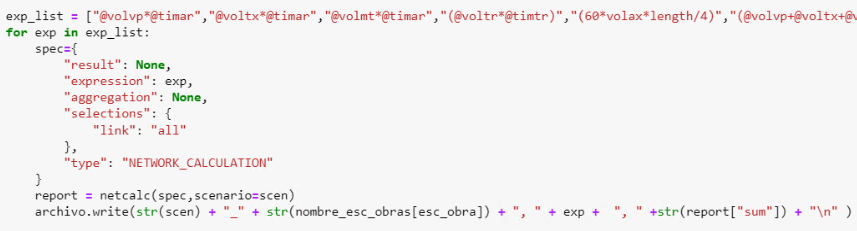 exp_list = ["@volvp*@timar","@voltx*@timar","@volmt*@timar","(@voltr*@timtr)","(60*volax*length/4)","(@volvp+@voltx+@v
for exp in exp_list:
    spec={
        "result": None,
        "expression": exp,
        "aggregation": None,
        "selections": {
            "link": "all"
        },
        "type": "NETWORK_CALCULATION"
    }
    report = netcalc(spec,scenario=scen)
    archivo.write(str(scen) + "_" + str(nombre_esc_obras[esc_obra]) + ", " + exp +  ", " +str(report["sum"]) + "\n" )